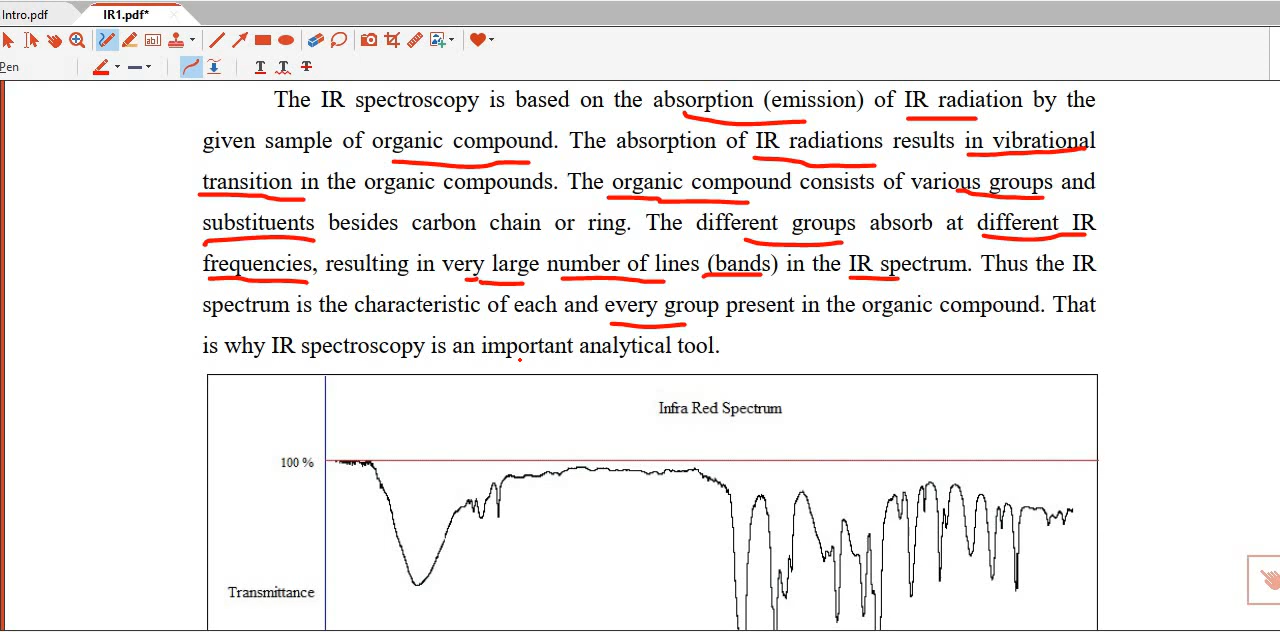 Intro.pdf
IR1.pdf*
Pen
The IR spectroscopy is based on the absorption (emission) of IR radiation by the
given sample of organic compound. The absorption of IR radiations results in vibrational
transition in the organic compounds. The organic compound consists of various groups and
substituents besides carbon chain or ring. The different groups absorb at different IR
frequencies, resulting in very large number of lines (bands) in the IR spectrum. Thus the IR
spectrum is the characteristic of each and every group present in the organic compound. That
is why IR spectroscopy is an important analytical tool.
Infra Red Spectrum
100 %
Transmittance